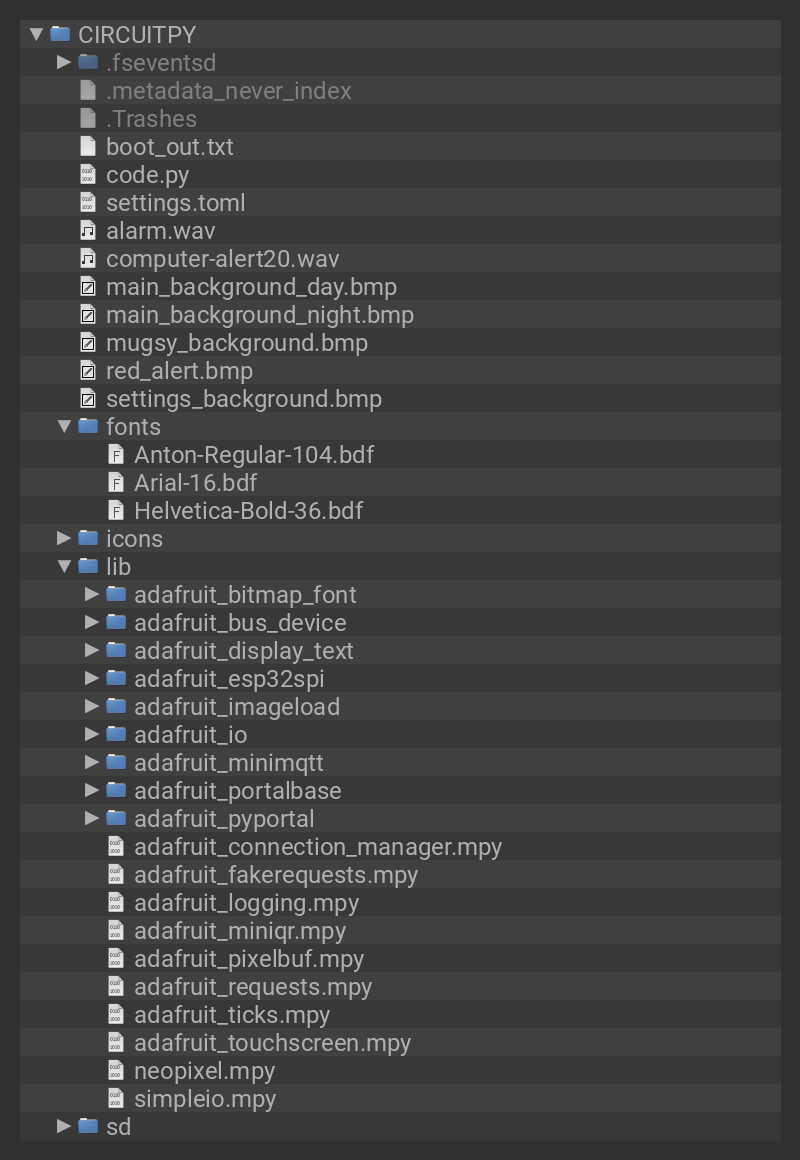 CIRCUITPY
.fseventsd
.metadata_never_index
.Trashes
boot_out.txt
code.py
settings.toml
alarm.wav
computer-alert20.wav
main_background_day.bmp
main_background_night.bmp
mugsy_background.bmp
red_alert.bmp
settings_background.bmp
fonts
Anton-Regular-104.bdf
Arial-16.bdf
Helvetica-Bold-36.bdf
icons
lib
adafruit_bitmap_font
adafruit_bus_device
adafruit_display_text
adafruit_esp32spi
adafruit_imageload
adafruit_io
adafruit_minimqtt
adafruit_portalbase
adafruit_pyportal
adafruit_connection_manager.mpy
adafruit_fakerequests.mpy
adafruit_logging.mpy
adafruit_miniqr.mpy
adafruit_pixelbuf.mpy
adafruit_requests.mpy
adafruit_ticks.mpy
adafruit_touchscreen.mpy
neopixel.mpy
simpleio.mpy
sd